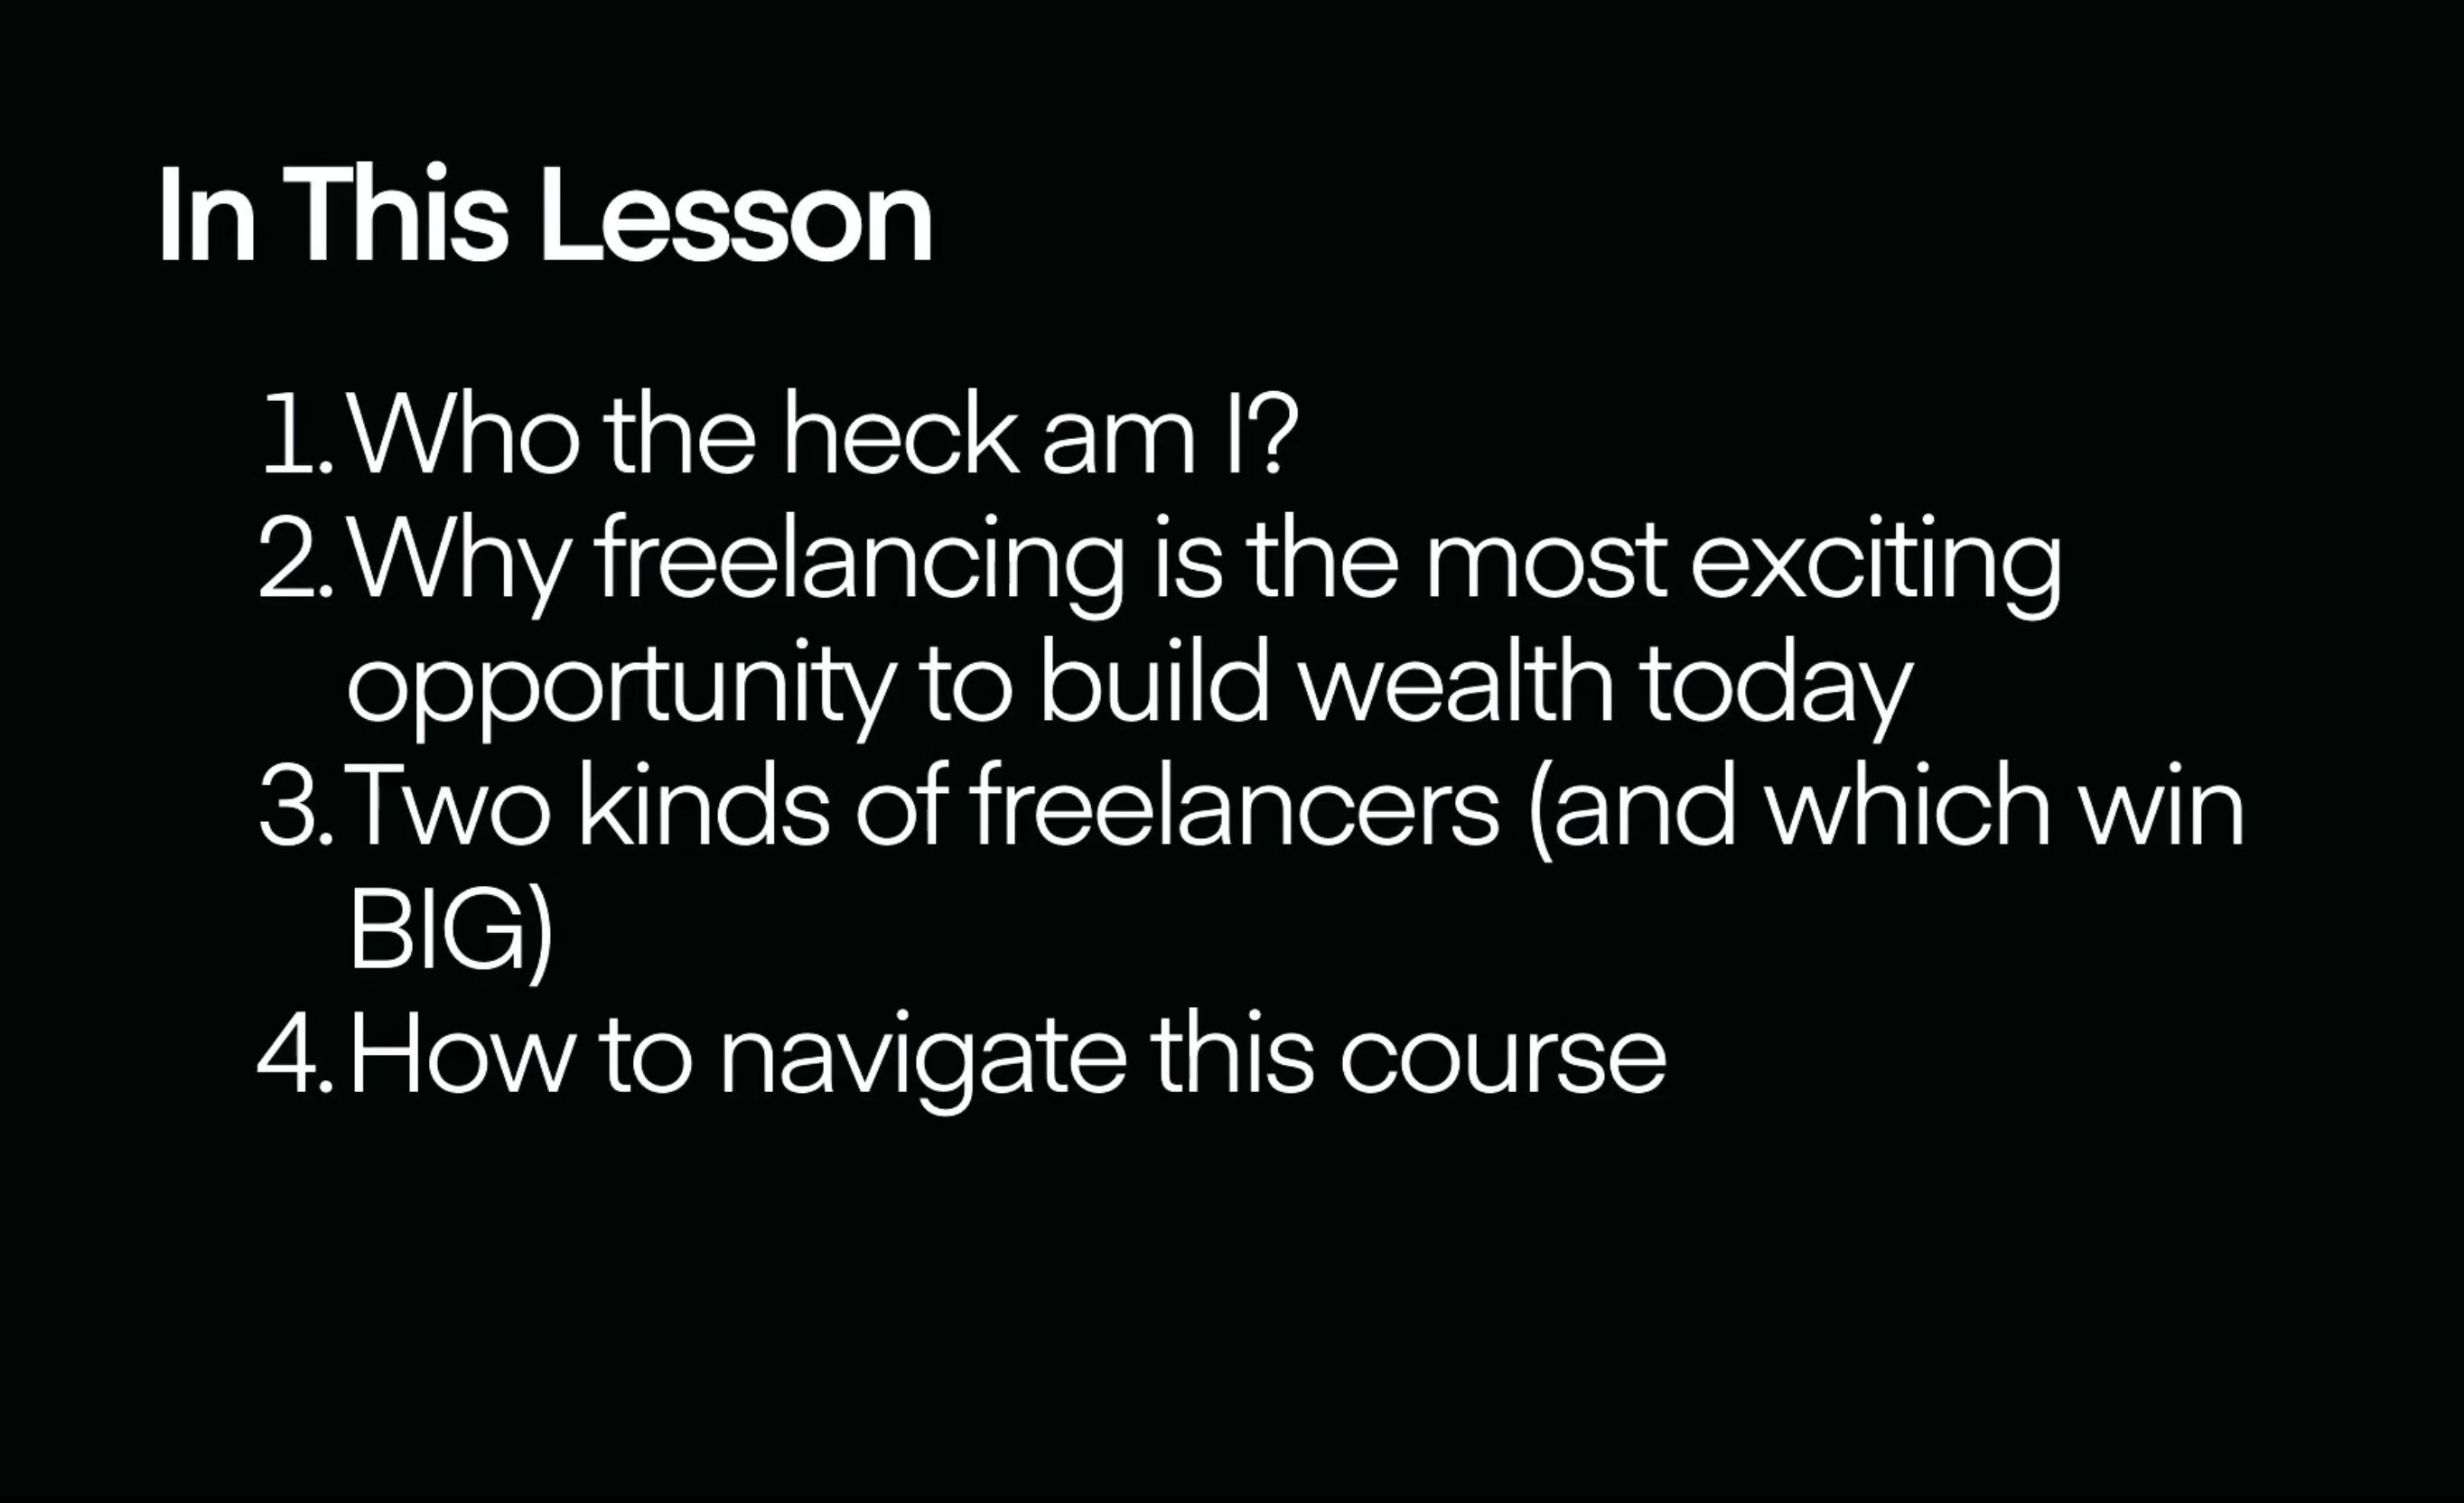 In This Lesson
1. Who the heck am I?
2. Why freelancing is the most exciting
opportunity to build wealth today
3. Two kinds of freelancers (and which win
BIG)
4. How to navigate this course